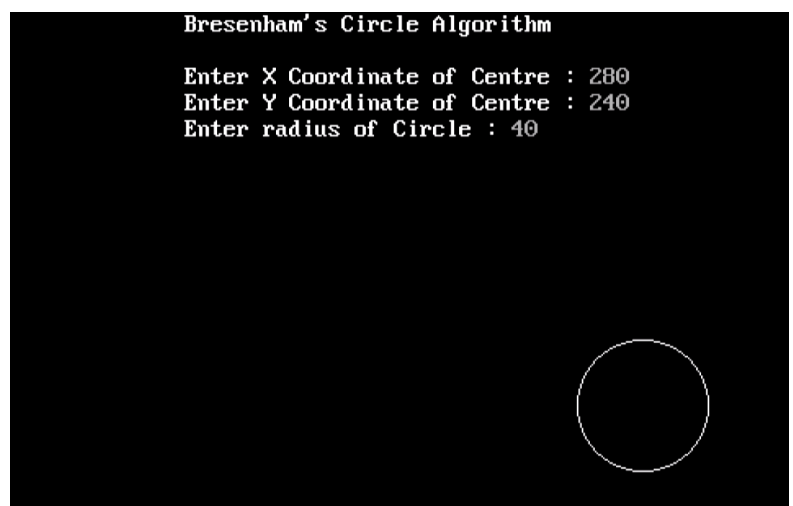 Bresenham's Circle Algorithm
Enter X Coordinate of Centre : 280
Enter Y Coordinate of Centre : 240
Enter radius of Circle : 40